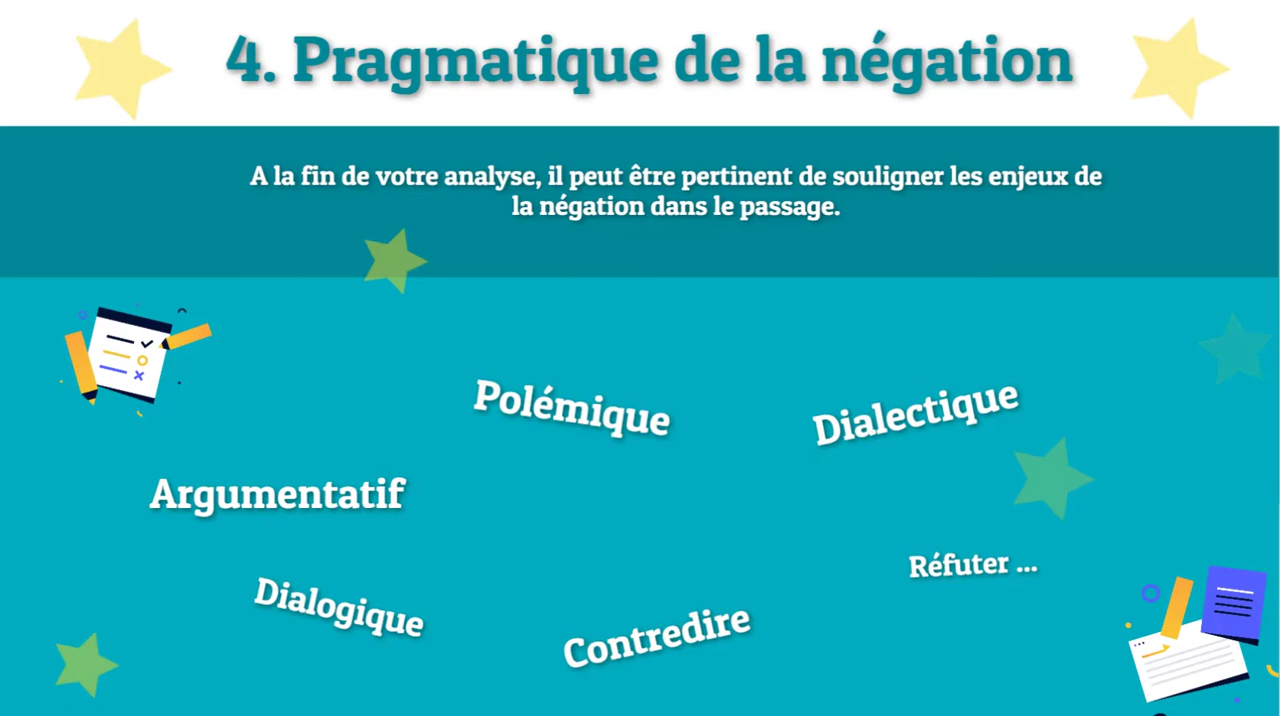 4. Pragmatique de la négation
A la fin de votre analyse, il peut être pertinent de souligner les enjeux de
la négation dans le passage.
Polémique
Dialectique
Argumentatif
Réfuter ...
Dialogique
Contredire